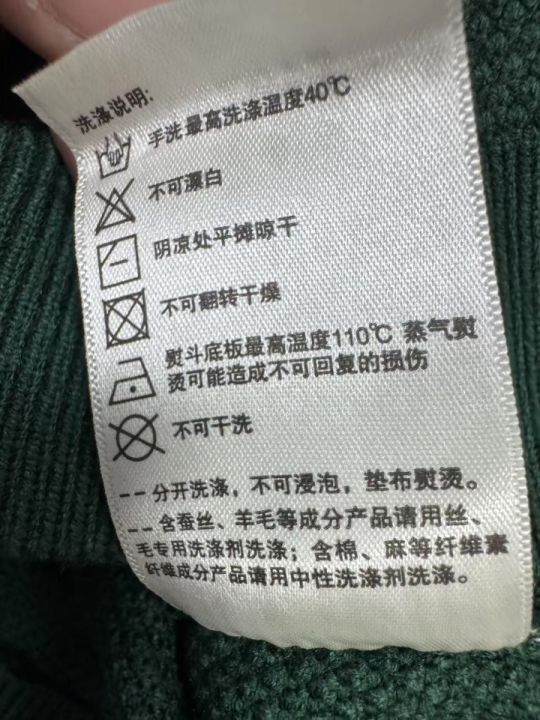 洗涤说明:
手洗最高洗涤温度40℃
不可漂白
阴凉处平摊晾干
不可翻转干燥
熨斗底板最高温度110℃ 蒸气熨
烫可能造成不可回复的损伤
不可干洗
-- 分开洗涤，不可浸泡，垫布熨烫。
-- 含蚕丝、羊毛等成分产品请用丝、
毛专用洗涤剂洗涤；含棉、麻等纤维素
纤维成分产品请用中性洗涤剂洗涤。